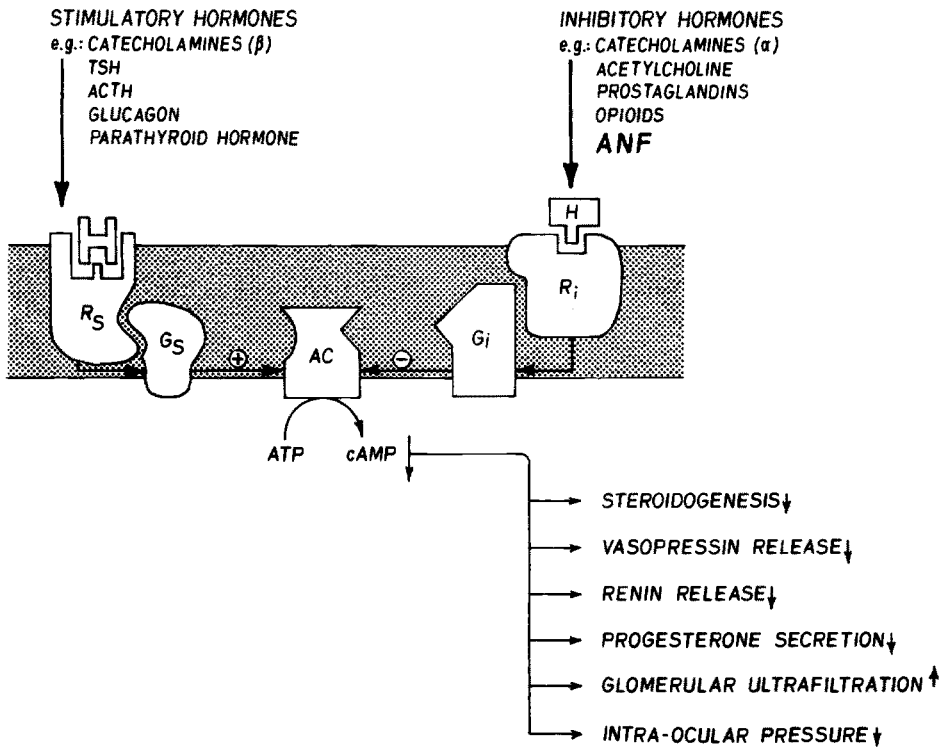 STIMULATORY HORMONES
e.g.: CATECHOLAMINES (β)
TSH
ACTH
GLUCAGON
PARATHYROID HORMONE
INHIBITORY HORMONES
e.g.: CATECHOLAMINES (α)
ACETYLCHOLINE
PROSTAGLANDINS
OPIOIDS
ANF
H
H
RS
GS
+
AC
−
Gi
Ri
ATP cAMP ↓
STEROIDOGENESIS ↓
VASOPRESSIN RELEASE ↓
RENIN RELEASE ↓
PROGESTERONE SECRETION ↓
GLOMERULAR ULTRAFILTRATION ↑
INTRA-OCULAR PRESSURE ↓